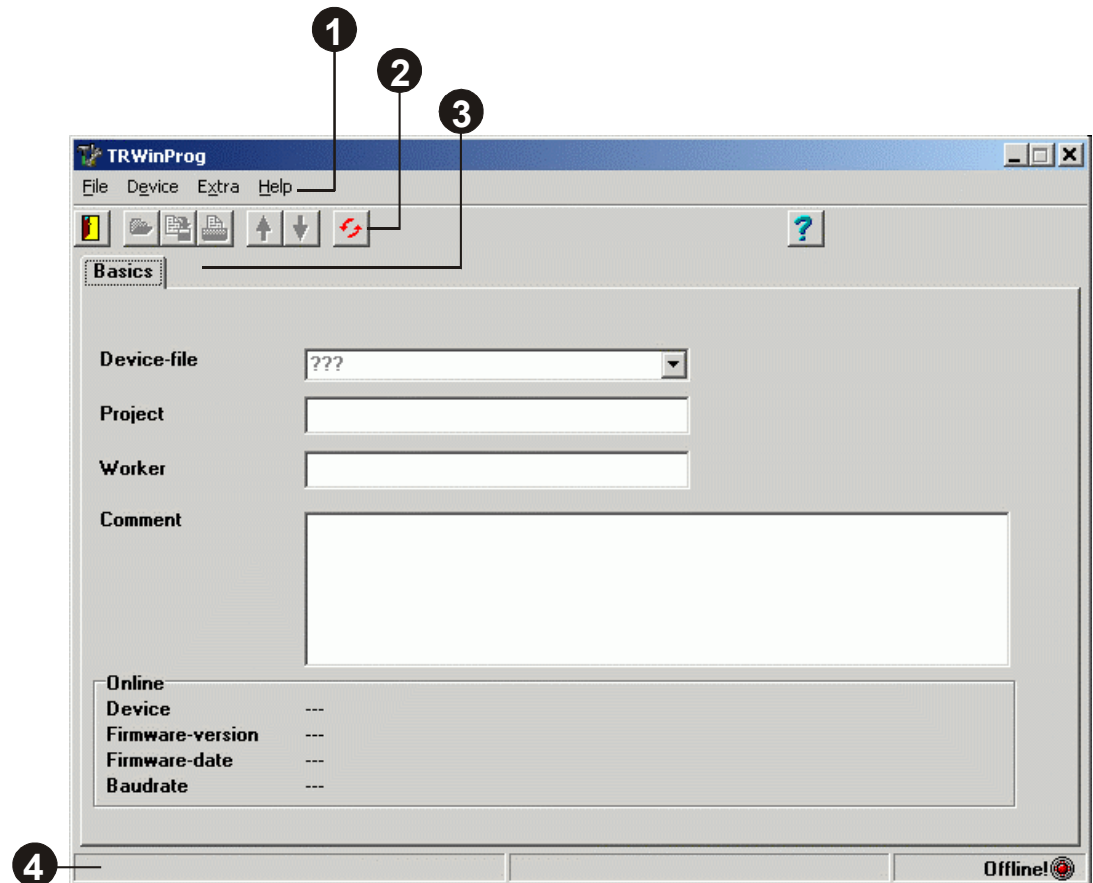 1
2
3
TRWinProg
File Device Extra Help
?
Basics
Device-file ???
Project
Worker
Comment
Online
Device ---
Firmware-version ---
Firmware-date ---
Baudrate ---
4
Offline!